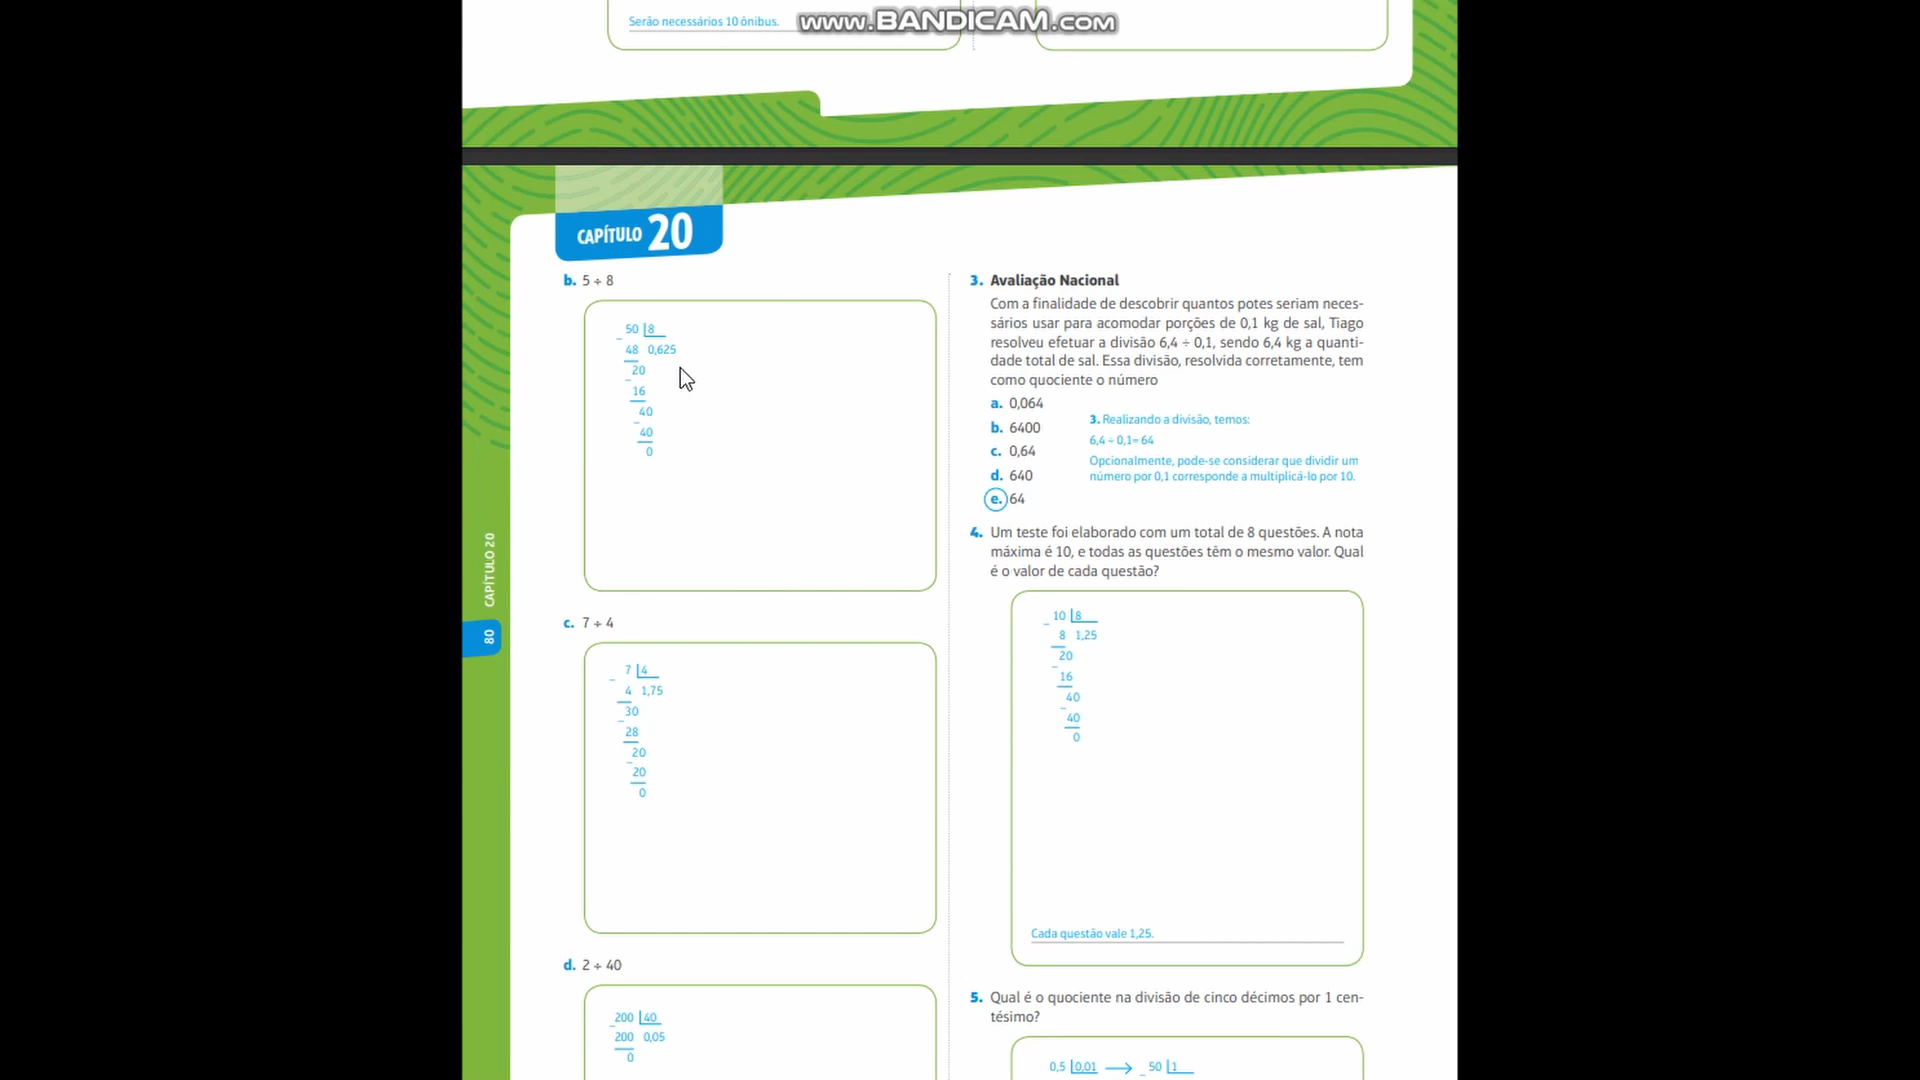 Serão necessários 10 ônibus.
www.BANDICAM.com
CAPÍTULO 20
b. 5 ÷ 8
50 8
48 0,625
20
16
40
40
0
c. 7 ÷ 4
7 4
4 1,75
30
28
20
20
0
d. 2 ÷ 40
200 40
200 0,05
0
CAPÍTULO 20
80
3. Avaliação Nacional
Com a finalidade de descobrir quantos potes seriam neces-
sários usar para acomodar porções de 0,1 kg de sal, Tiago
resolveu efetuar a divisão 6,4 ÷ 0,1, sendo 6,4 kg a quanti-
dade total de sal. Essa divisão, resolvida corretamente, tem
como quociente o número
a. 0,064
b. 6400
c. 0,64
d. 640
e. 64
3. Realizando a divisão, temos:
6,4 ÷ 0,1= 64
Opcionalmente, pode-se considerar que dividir um
número por 0,1 corresponde a multiplicá-lo por 10.
4. Um teste foi elaborado com um total de 8 questões. A nota
máxima é 10, e todas as questões têm o mesmo valor. Qual
é o valor de cada questão?
10 8
8 1,25
20
16
40
40
0
Cada questão vale 1,25.
5. Qual é o quociente na divisão de cinco décimos por 1 cen-
tésimo?
0,5 0,01 → 50 1